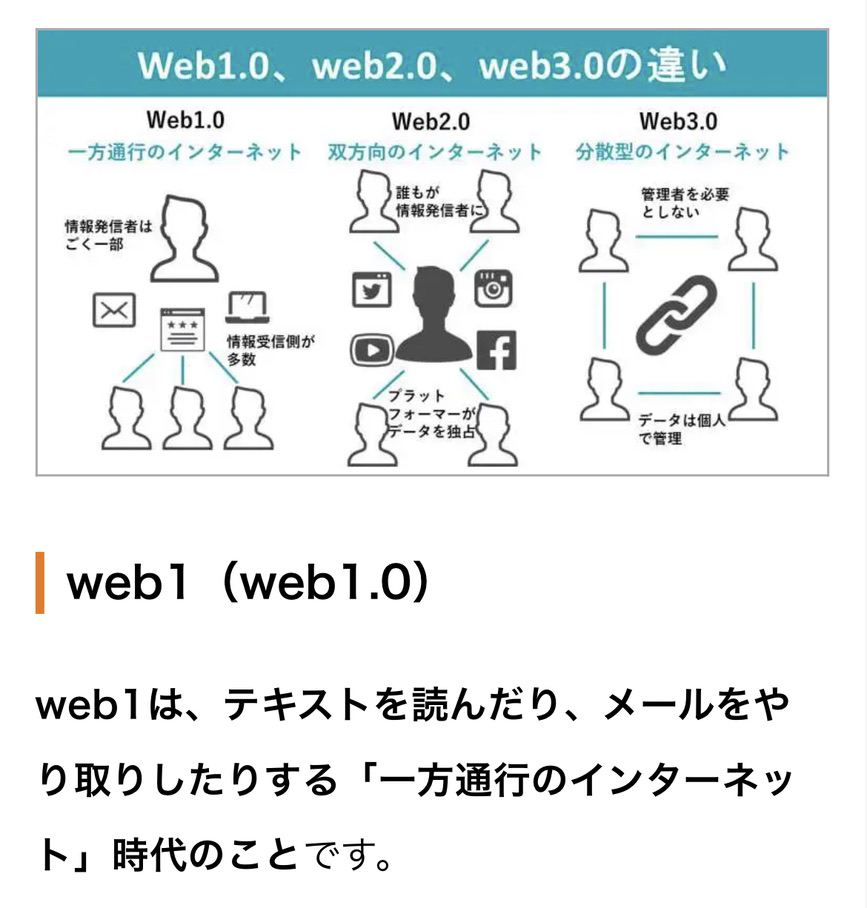 Web1.0、web2.0、web3.0の違い
Web1.0
一方通行のインターネット
情報発信者は
ごく一部
情報受信側が
多数
Web2.0
双方向のインターネット
誰もが
情報発信者に
プラット
フォーマーが
データを独占
Web3.0
分散型のインターネット
管理者を必要
としない
データは個人
で管理
web1（web1.0）
web1は、テキストを読んだり、メールをや
り取りしたりする「一方通行のインターネッ
ト」時代のことです。